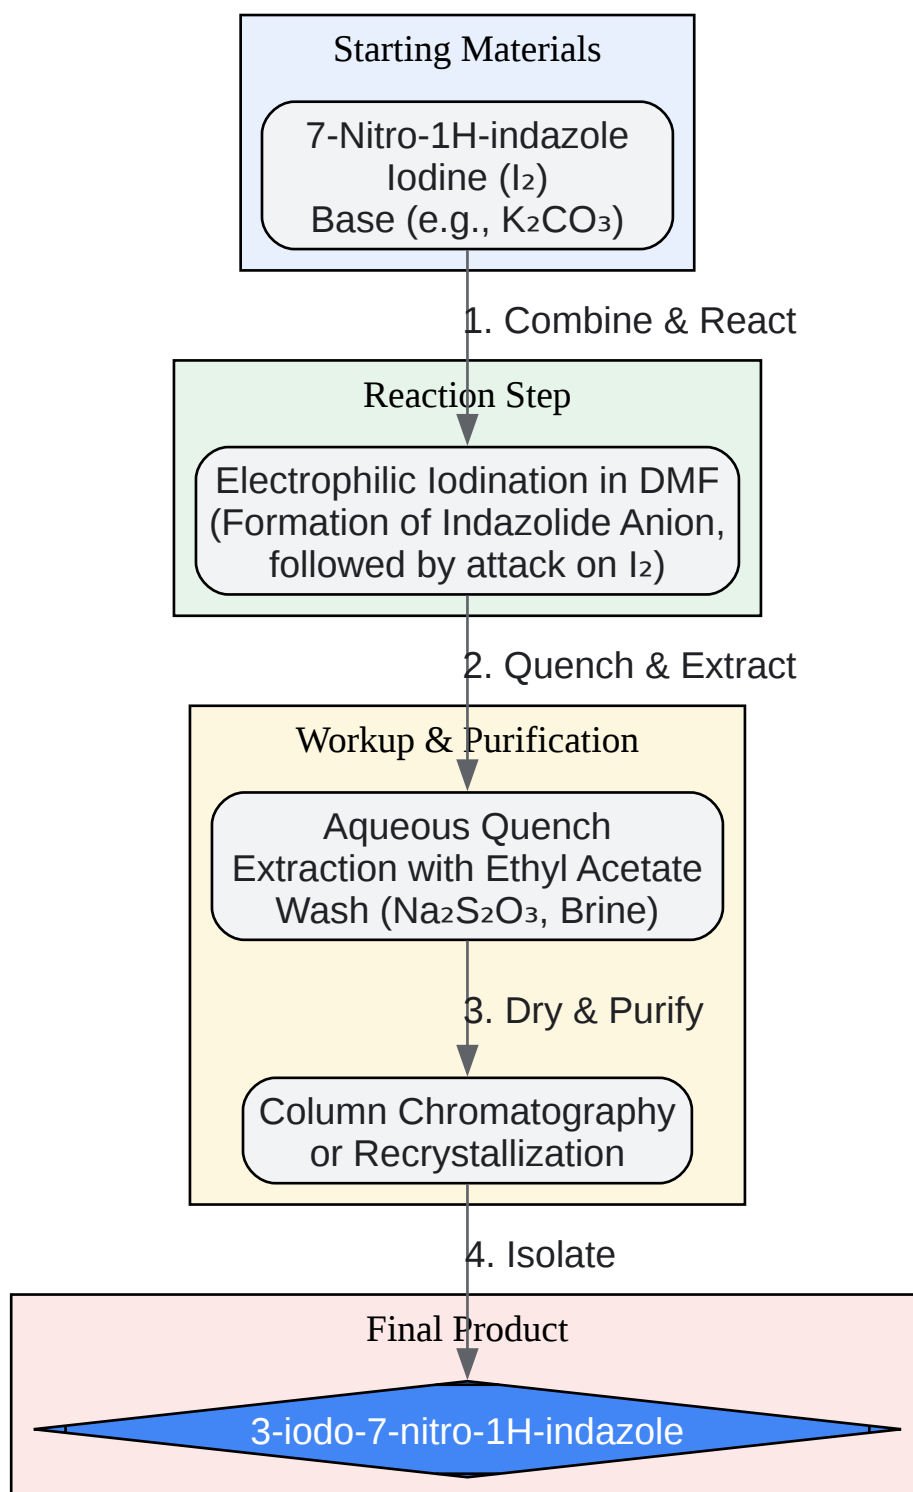 Starting Materials
7-Nitro-1H-indazole
Iodine (I₂)
Base (e.g., K₂CO₃)
1. Combine & React
Reaction Step
Electrophilic Iodination in DMF
(Formation of Indazolide Anion,
followed by attack on I₂)
2. Quench & Extract
Workup & Purification
Aqueous Quench
Extraction with Ethyl Acetate
Wash (Na₂S₂O₃, Brine)
3. Dry & Purify
Column Chromatography
or Recrystallization
4. Isolate
Final Product
3-iodo-7-nitro-1H-indazole